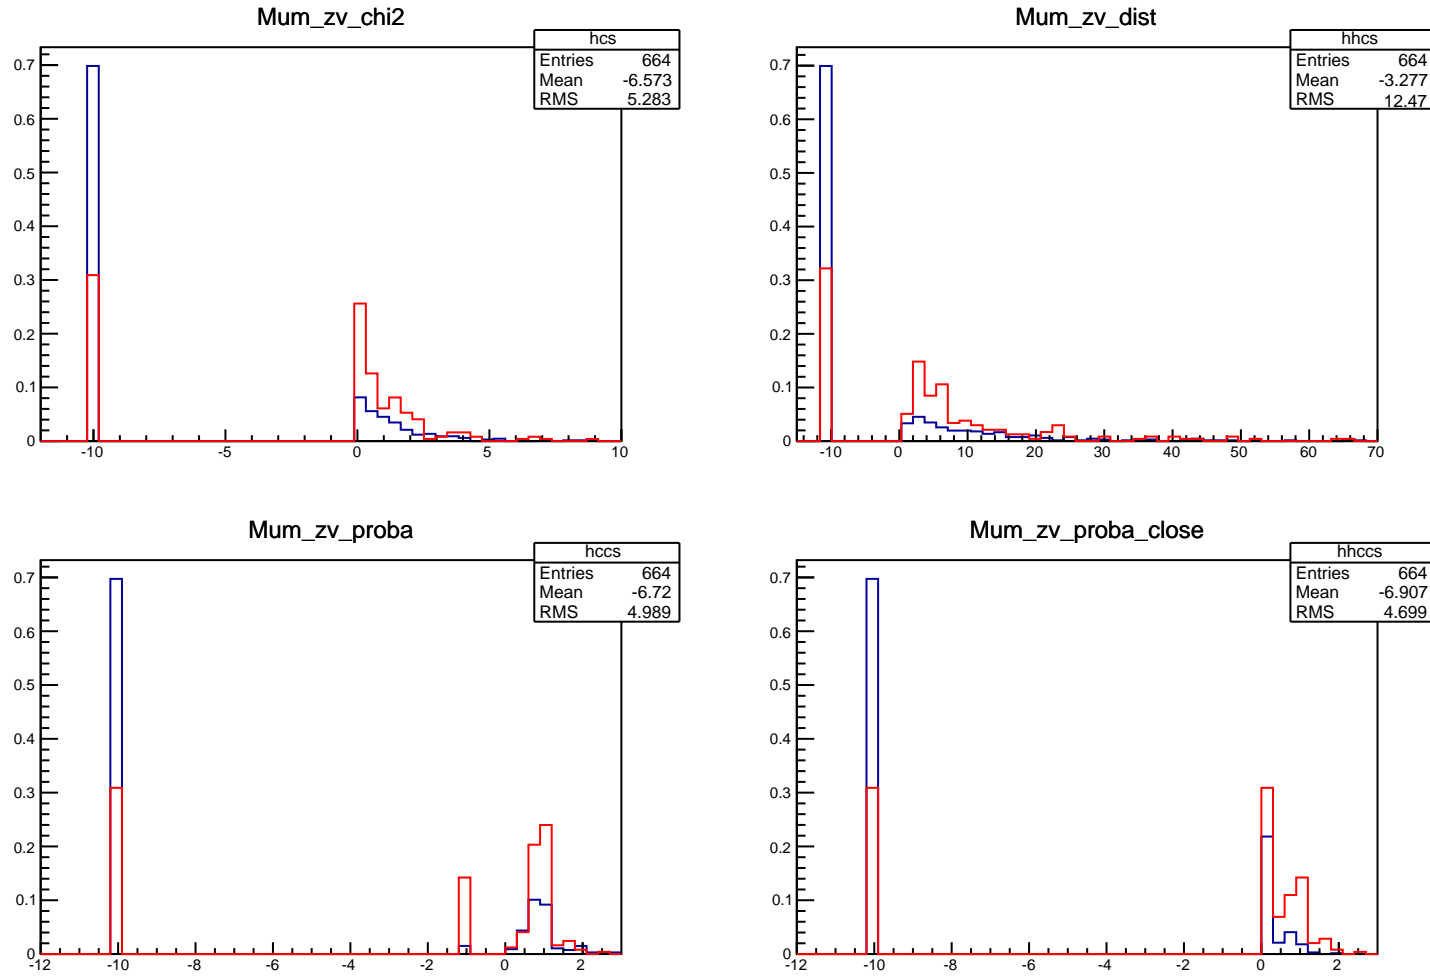 Mum_zv_chi2
hcs
Entries 664
Mean -6.573
RMS 5.283
0.7
0.6
0.5
0.4
0.3
0.2
0.1
0
-10 -5 0 5 10
Mum_zv_dist
hhcs
Entries 664
Mean -3.277
RMS 12.47
0.7
0.6
0.5
0.4
0.3
0.2
0.1
0
-10 0 10 20 30 40 50 60 70
Mum_zv_proba
hccs
Entries 664
Mean -6.72
RMS 4.989
0.7
0.6
0.5
0.4
0.3
0.2
0.1
0
-12 -10 -8 -6 -4 -2 0 2
Mum_zv_proba_close
hhccs
Entries 664
Mean -6.907
RMS 4.699
0.7
0.6
0.5
0.4
0.3
0.2
0.1
0
-12 -10 -8 -6 -4 -2 0 2